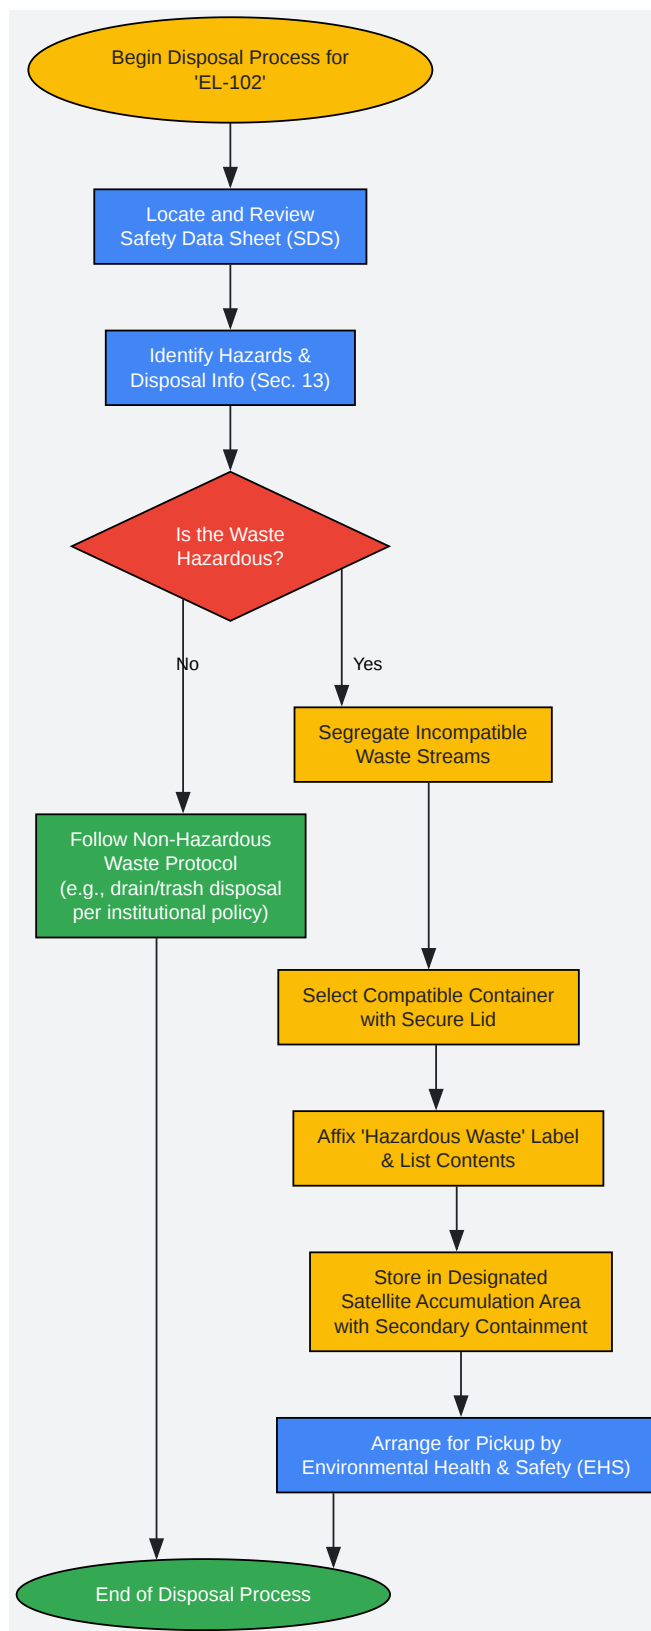 Begin Disposal Process for
'EL-102'
Locate and Review
Safety Data Sheet (SDS)
Identify Hazards &
Disposal Info (Sec. 13)
Is the Waste
Hazardous?
No
Yes
Segregate Incompatible
Waste Streams
Follow Non-Hazardous
Waste Protocol
(e.g., drain/trash disposal
per institutional policy)
Select Compatible Container
with Secure Lid
Affix 'Hazardous Waste' Label
& List Contents
Store in Designated
Satellite Accumulation Area
with Secondary Containment
Arrange for Pickup by
Environmental Health & Safety (EHS)
End of Disposal Process